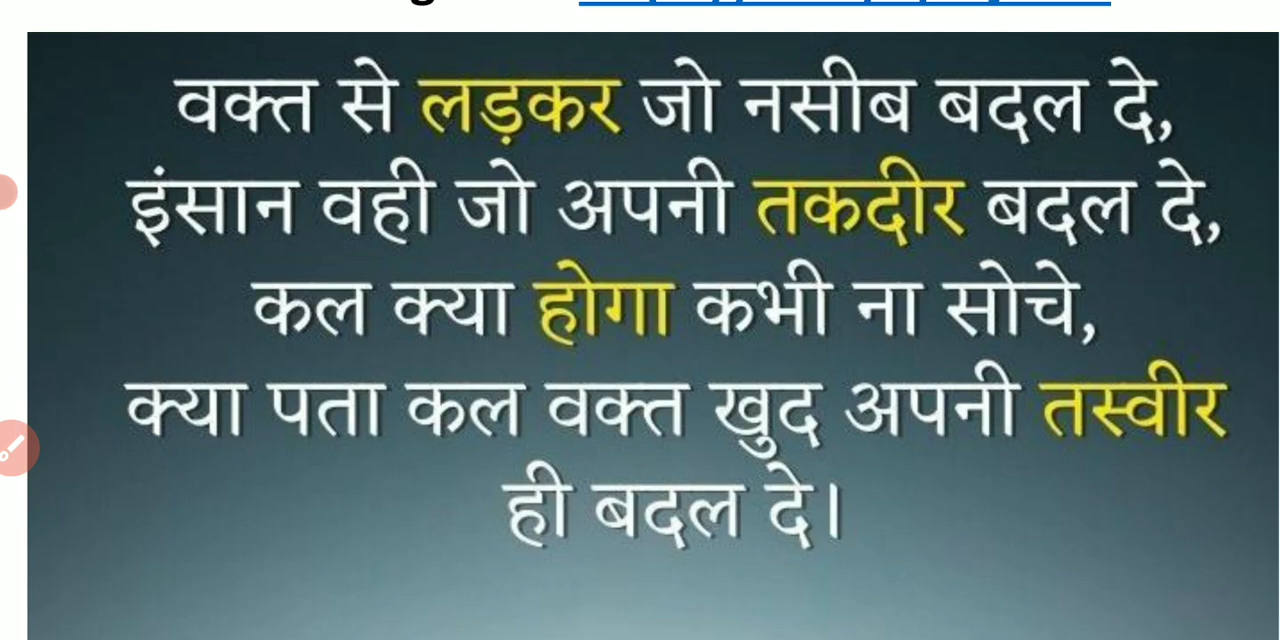 वक्त से लड़कर जो नसीब बदल दे,
इंसान वही जो अपनी तकदीर बदल दे,
कल क्या होगा कभी ना सोचे,
क्या पता कल वक्त खुद अपनी तस्वीर
ही बदल दे।